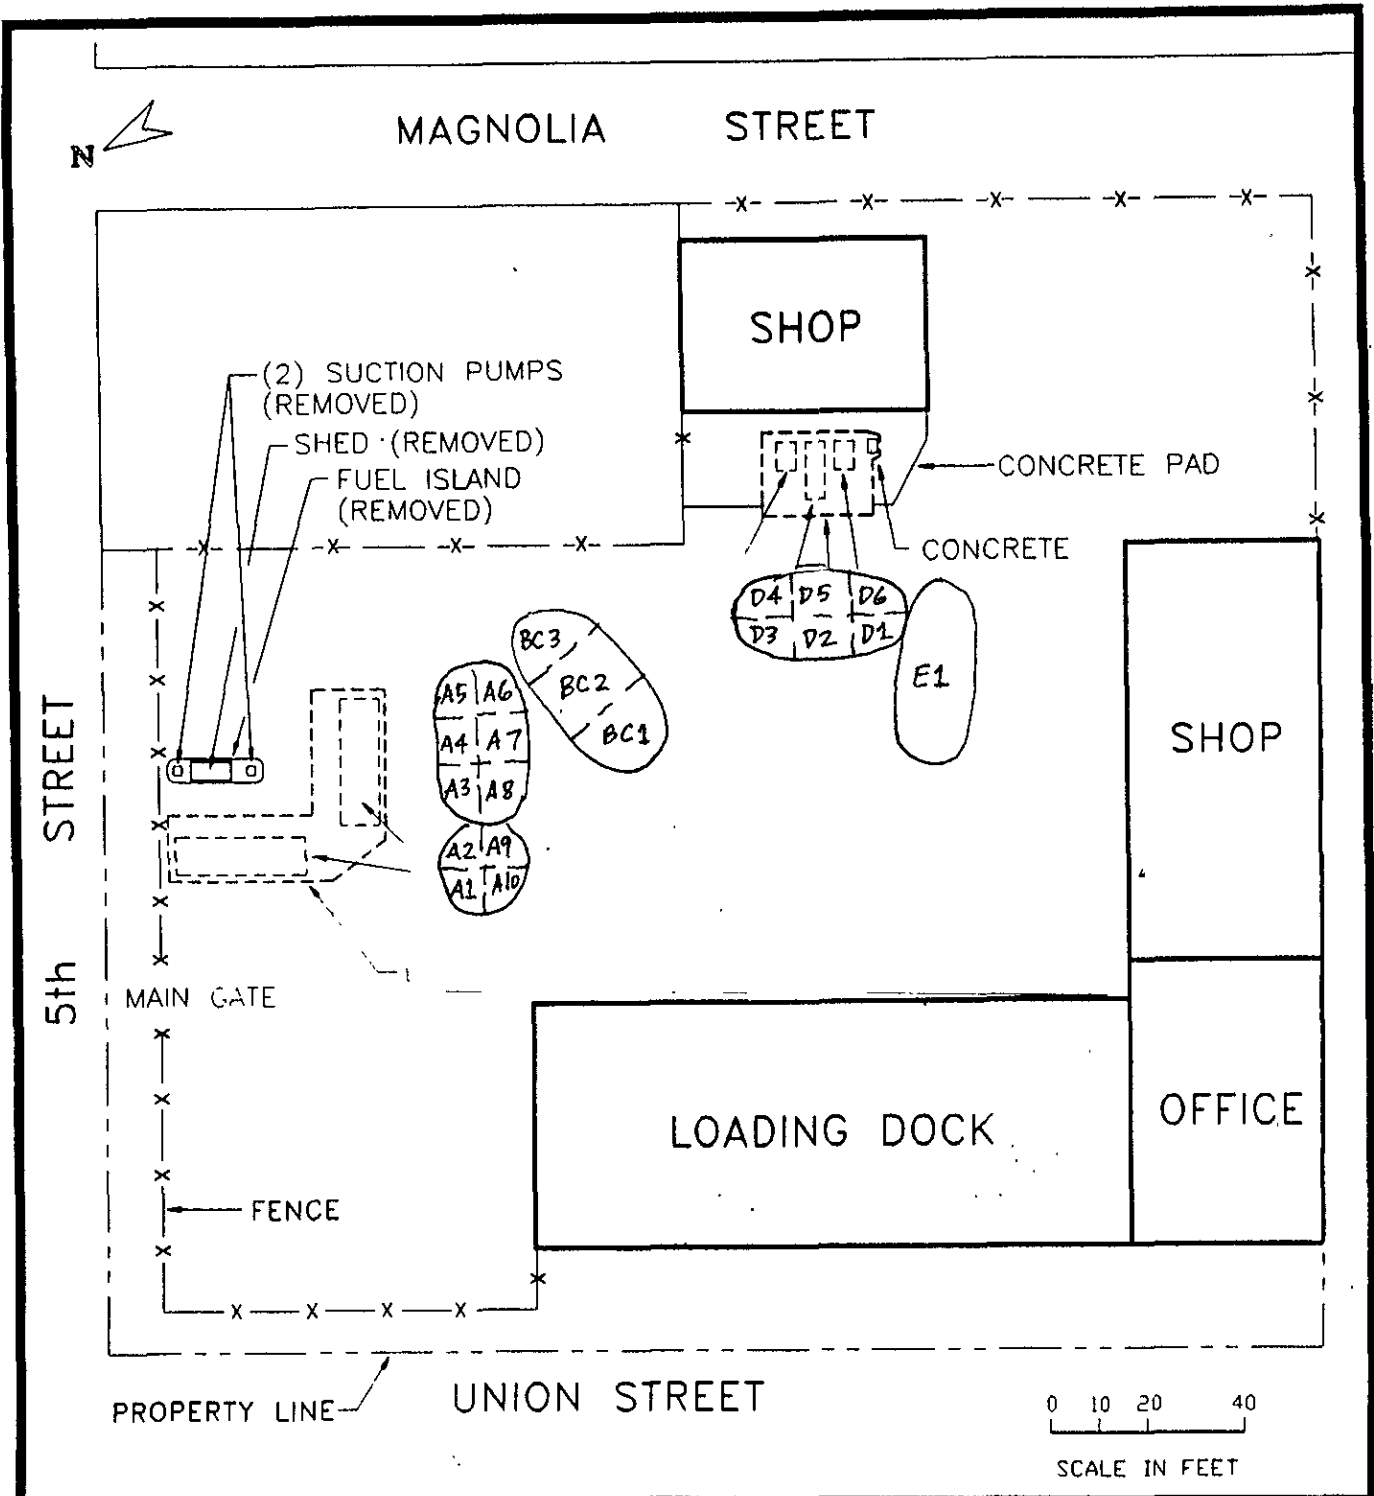 MAGNOLIA STREET
N
SHOP
(2) SUCTION PUMPS
(REMOVED)
SHED (REMOVED)
FUEL ISLAND
(REMOVED)
CONCRETE PAD
CONCRETE
D4 D5 D6
D3 D2 D1
E1
BC3
BC2
BC1
A5 A6
A4 A7
A3 A8
A2 A9
A1 A10
SHOP
5th STREET
MAIN GATE
LOADING DOCK
OFFICE
FENCE
PROPERTY LINE
UNION STREET
0 10 20 40
SCALE IN FEET